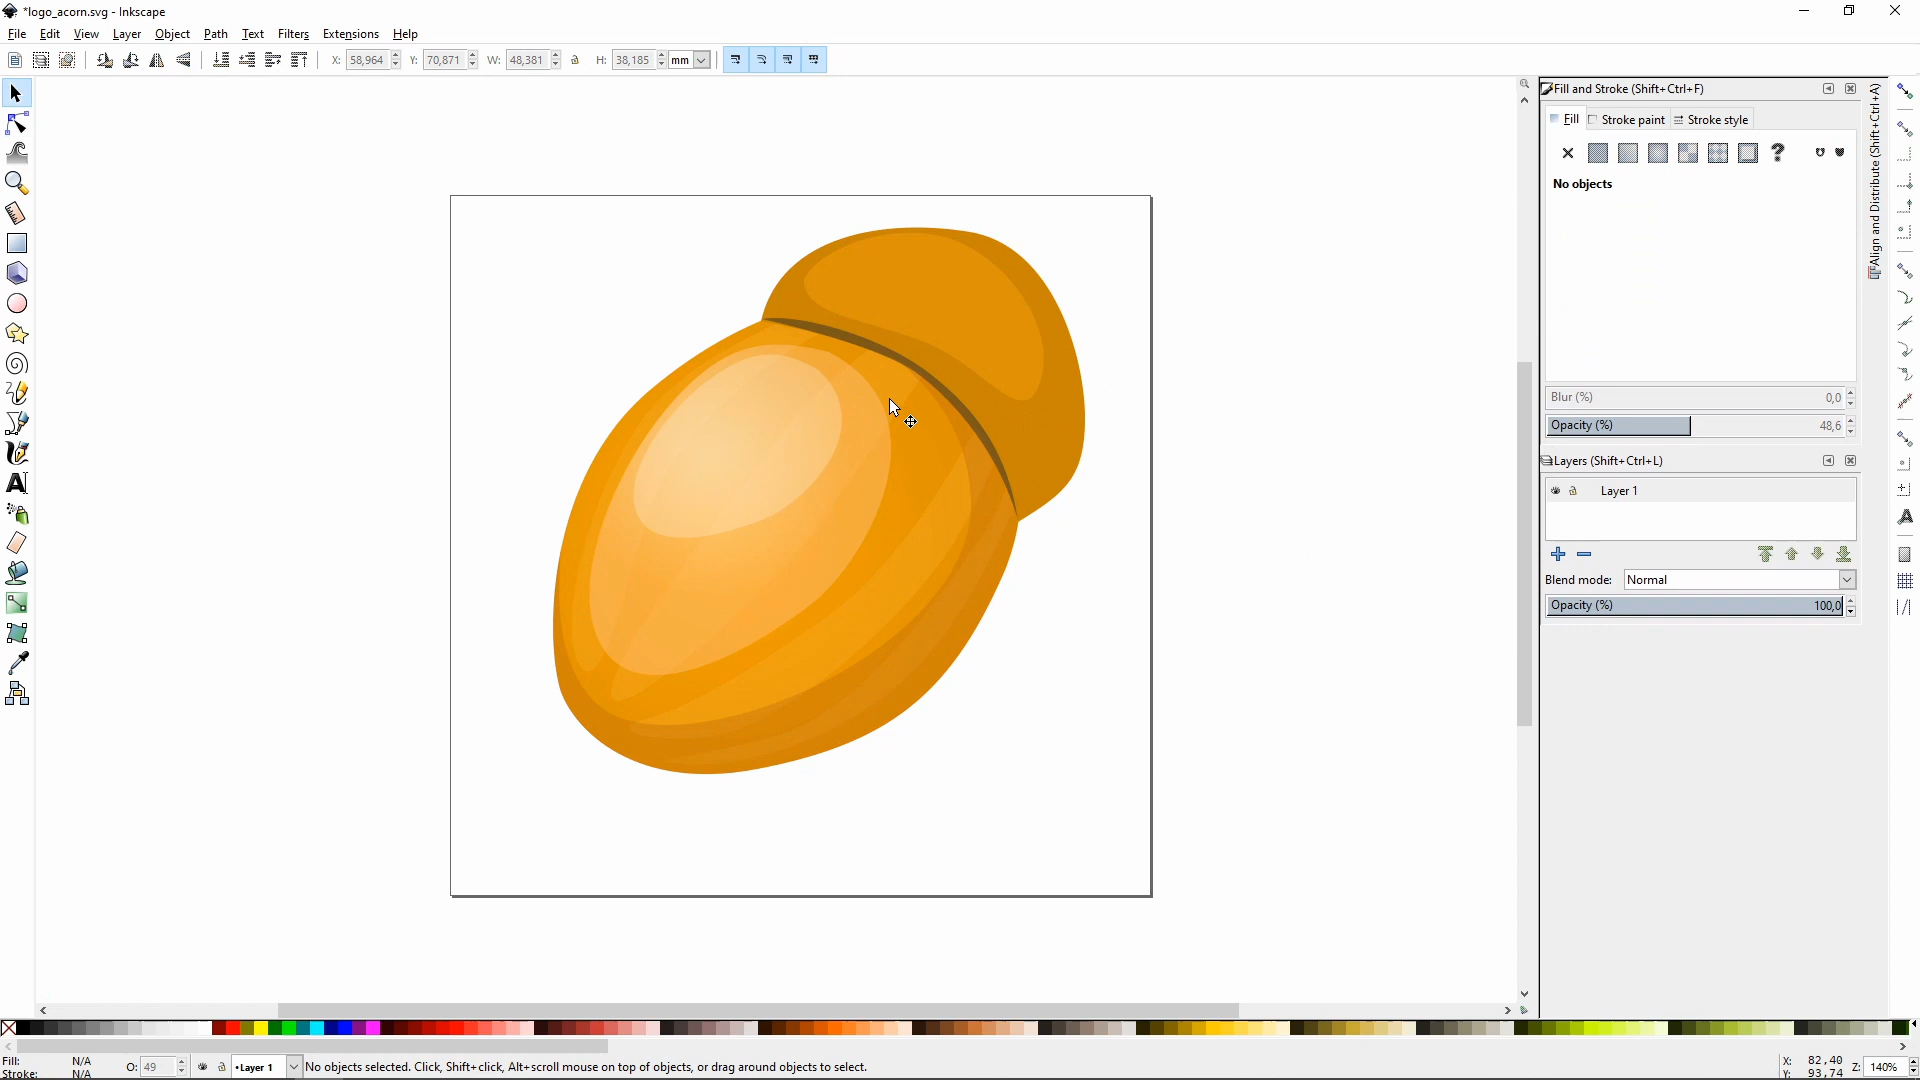 *logo_acorn.svg - Inkscape
File Edit View Layer Object Path Text Filters Extensions Help
X: 58,964 Y: 70,871 W: 48,381 H: 38,185 mm
Fill and Stroke (Shift+Ctrl+F)
Fill Stroke paint Stroke style
?
No objects
Blur (%) 0,0
Opacity (%) 48,6
Layers (Shift+Ctrl+L)
Layer 1
Blend mode: Normal
Opacity (%) 100,0
Align and Distribute (Shift+Ctrl+A)
Fill: N/A
Stroke: N/A
O: 49
•Layer 1
No objects selected. Click, Shift+click, Alt+scroll mouse on top of objects, or drag around objects to select.
X: 82,40
Y: 93,74
Z: 140%